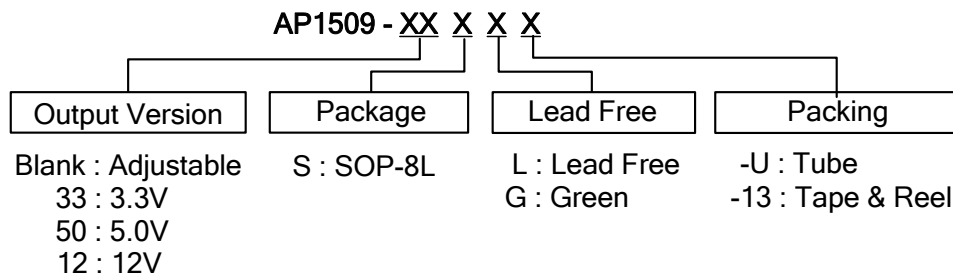 AP1509 - XX X X X
Output Version Package Lead Free Packing
Blank : Adjustable S : SOP-8L L : Lead Free -U : Tube
33 : 3.3V G : Green -13 : Tape & Reel
50 : 5.0V
12 : 12V